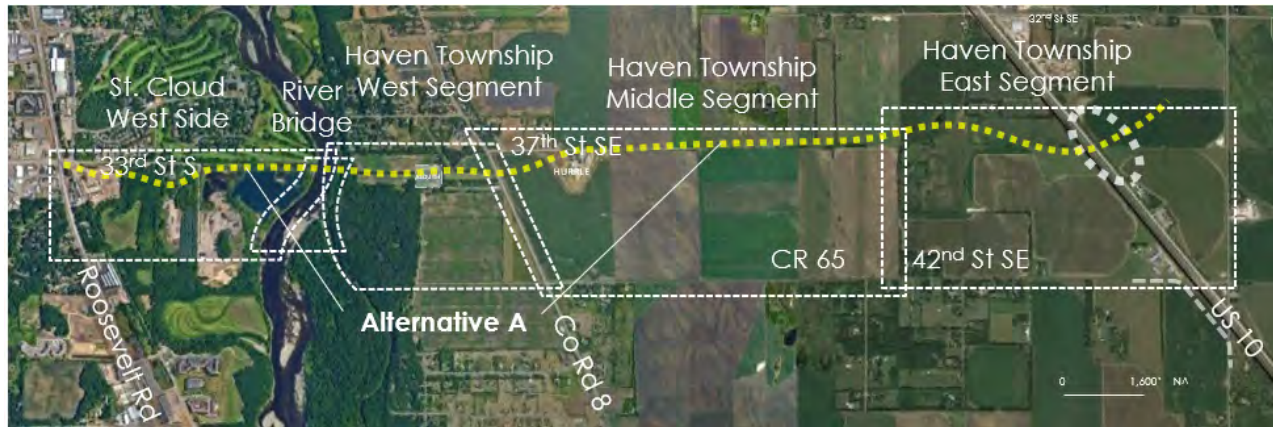 32nd St SE
Haven Township
East Segment
Haven Township
West Segment
Haven Township
Middle Segment
St. Cloud
West Side
River
Bridge
33rd St S
37th St SE
CR 65
42nd St SE
Alternative A
Roosevelt Rd
Co Rd 8
US 10
0 1,600'